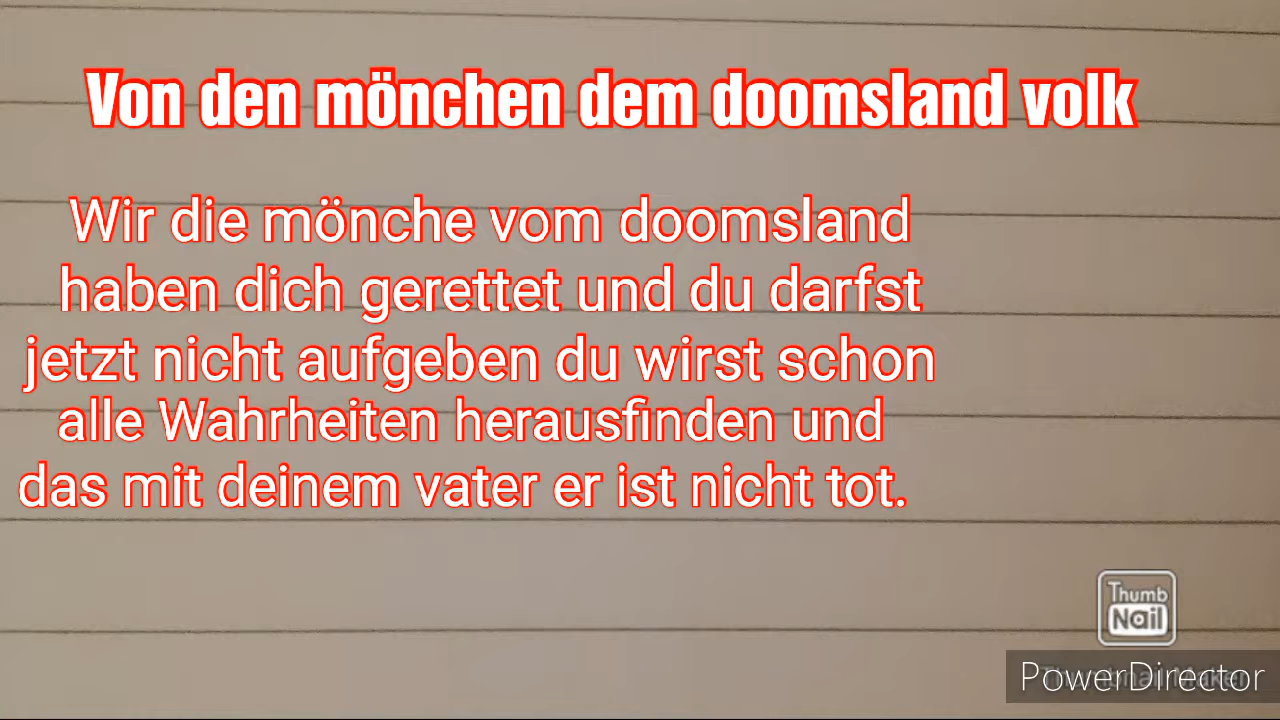 Von den mönchen dem doomsland volk
Wir die mönche vom doomsland
haben dich gerettet und du darfst
jetzt nicht aufgeben du wirst schon
alle Wahrheiten herausfinden und
das mit deinem vater er ist nicht tot.
Thumb
Nail
PowerDirector